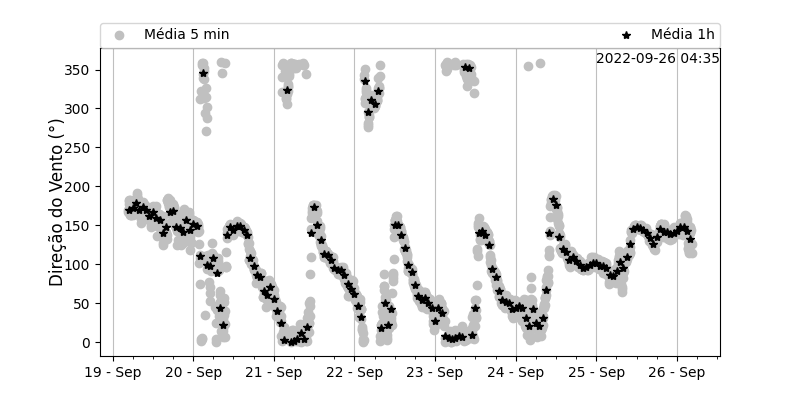 Média 5 min
Média 1h
2022-09-26 04:35
Direção do Vento (°)
350
300
250
200
150
100
50
0
19 - Sep
20 - Sep
21 - Sep
22 - Sep
23 - Sep
24 - Sep
25 - Sep
26 - Sep